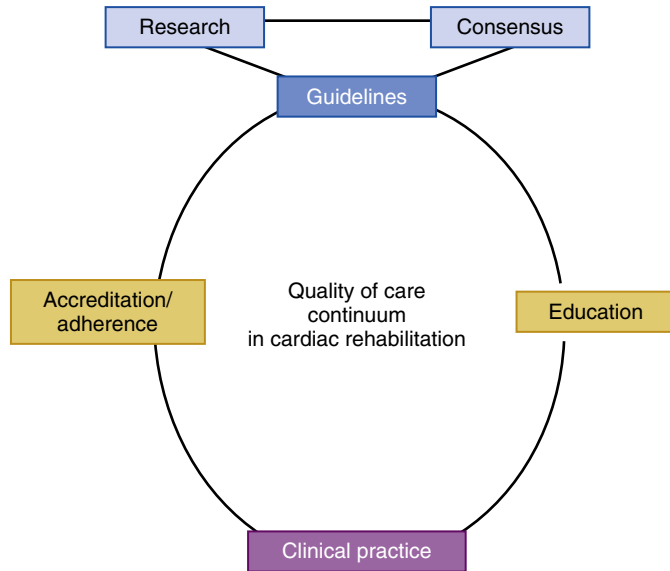 Research
Consensus
Guidelines
Accreditation/
adherence
Quality of care
continuum
in cardiac rehabilitation
Education
Clinical practice